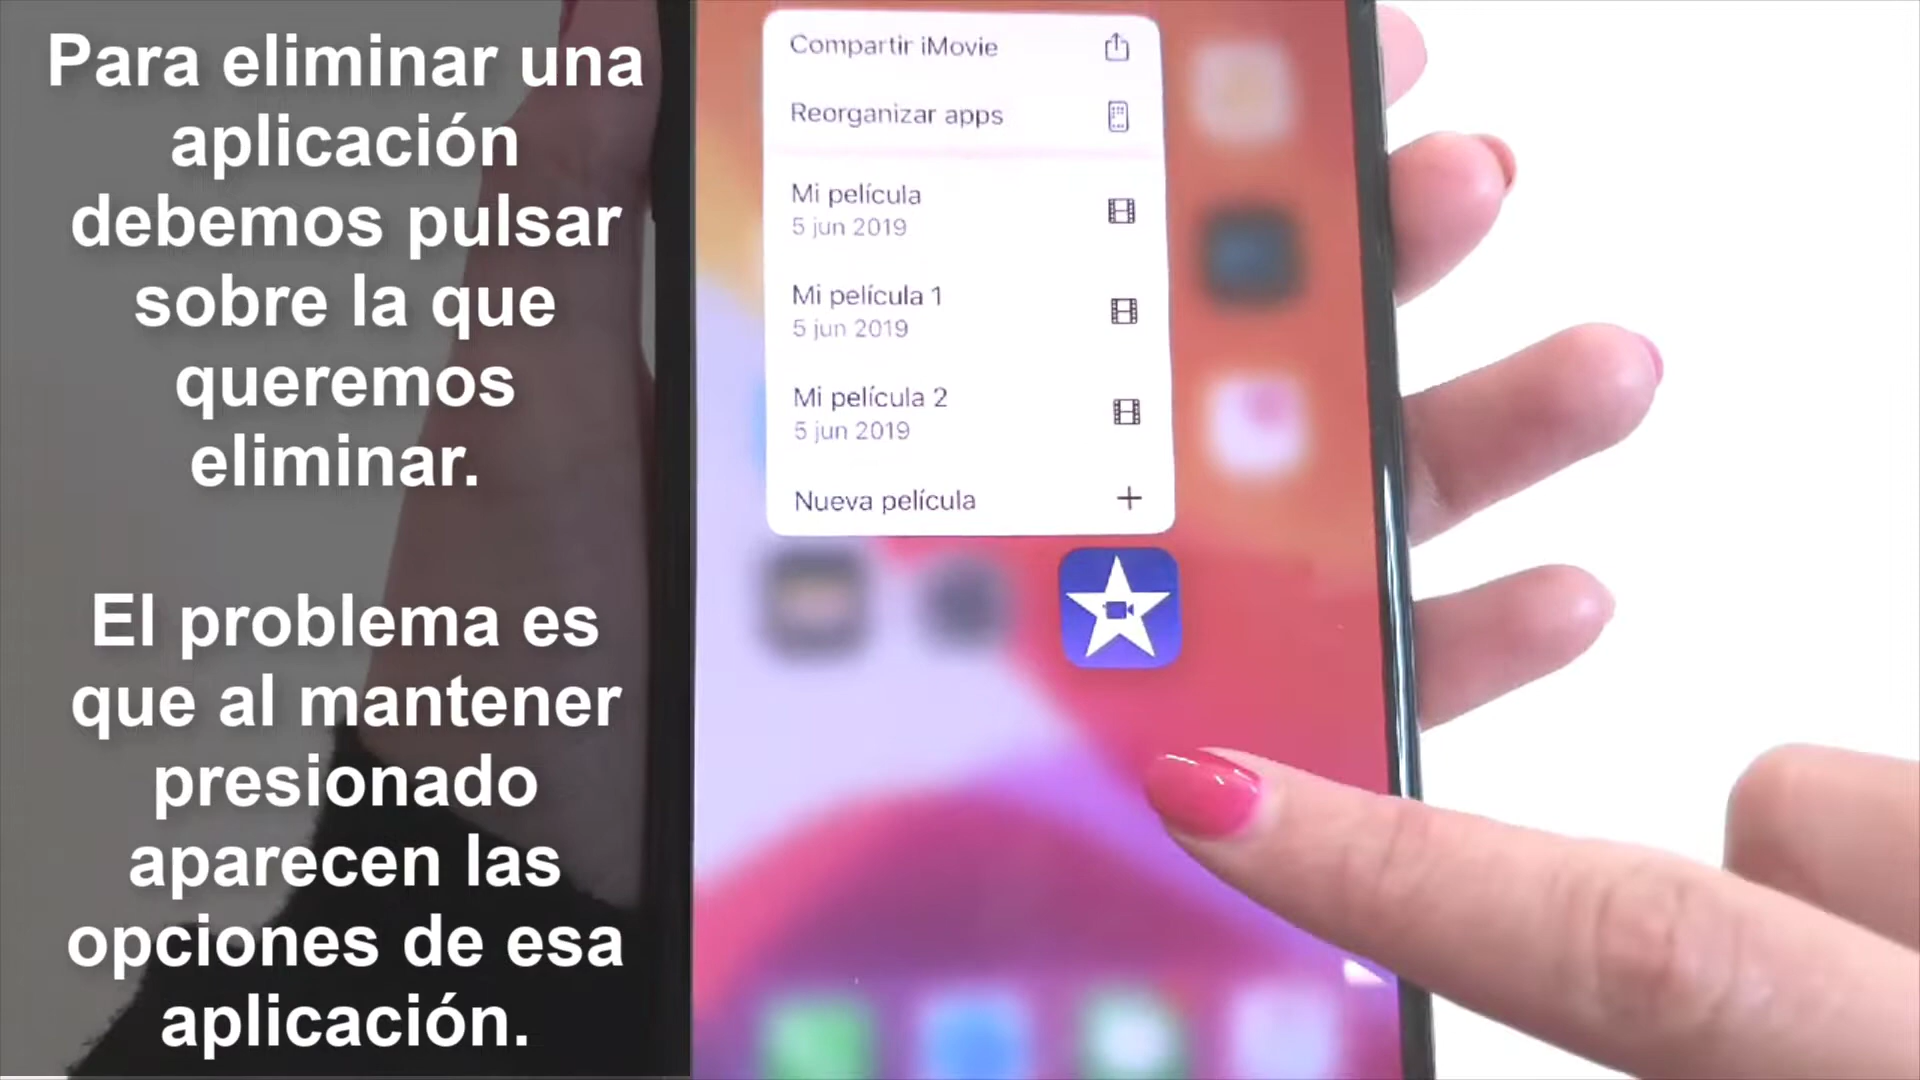 Para eliminar una
aplicación
debemos pulsar
sobre la que
queremos
eliminar.
El problema es
que al mantener
presionado
aparecen las
opciones de esa
aplicación.
Compartir iMovie
Reorganizar apps
Mi película
5 jun 2019
Mi película 1
5 jun 2019
Mi película 2
5 jun 2019
Nueva película